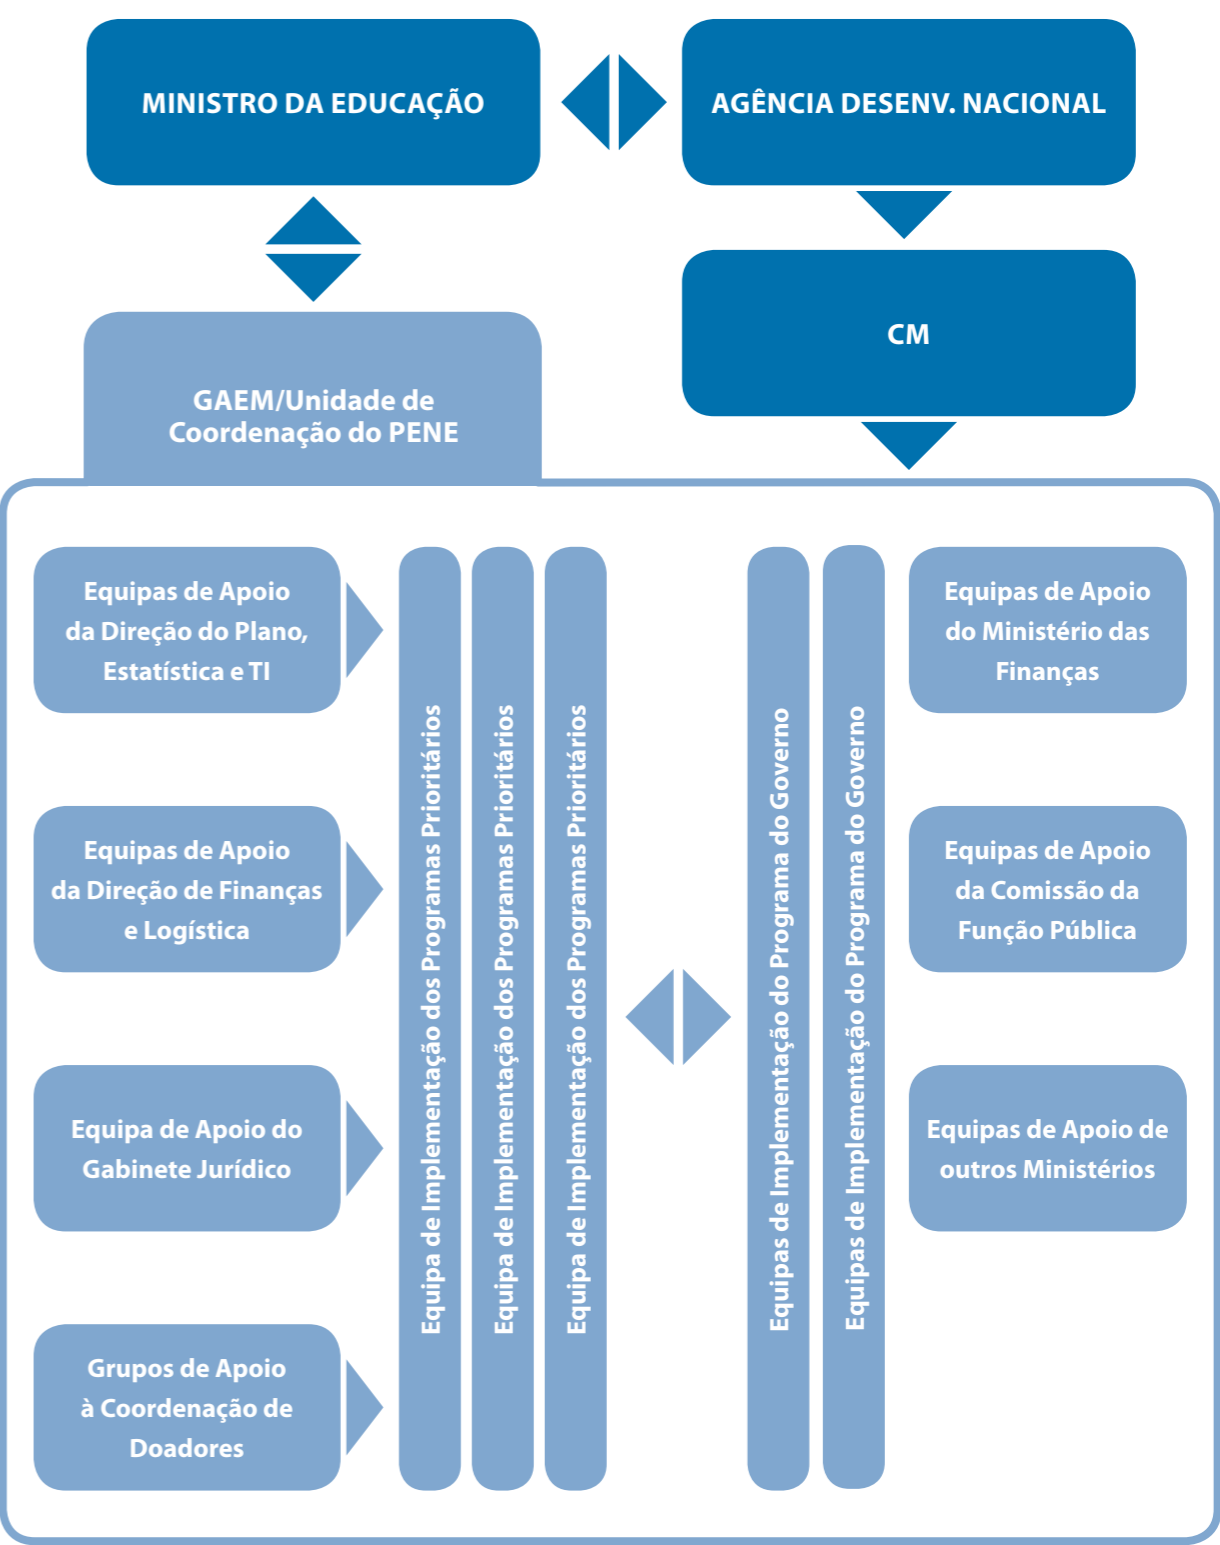 MINISTRO DA EDUCAÇÃO
AGÊNCIA DESENV. NACIONAL
CM
GAEM/Unidade de
Coordenação do PENE
Equipas de Apoio
da Direção do Plano,
Estatística e TI
Equipas de Apoio
da Direção de Finanças
e Logística
Equipa de Apoio do
Gabinete Jurídico
Grupos de Apoio
à Coordenação de
Doadores
Equipa de Implementação dos Programas Prioritários
Equipa de Implementação dos Programas Prioritários
Equipa de Implementação dos Programas Prioritários
Equipas de Implementação do Programa do Governo
Equipas de Implementação do Programa do Governo
Equipas de Apoio
do Ministério das
Finanças
Equipas de Apoio
da Comissão da
Função Pública
Equipas de Apoio de
outros Ministérios